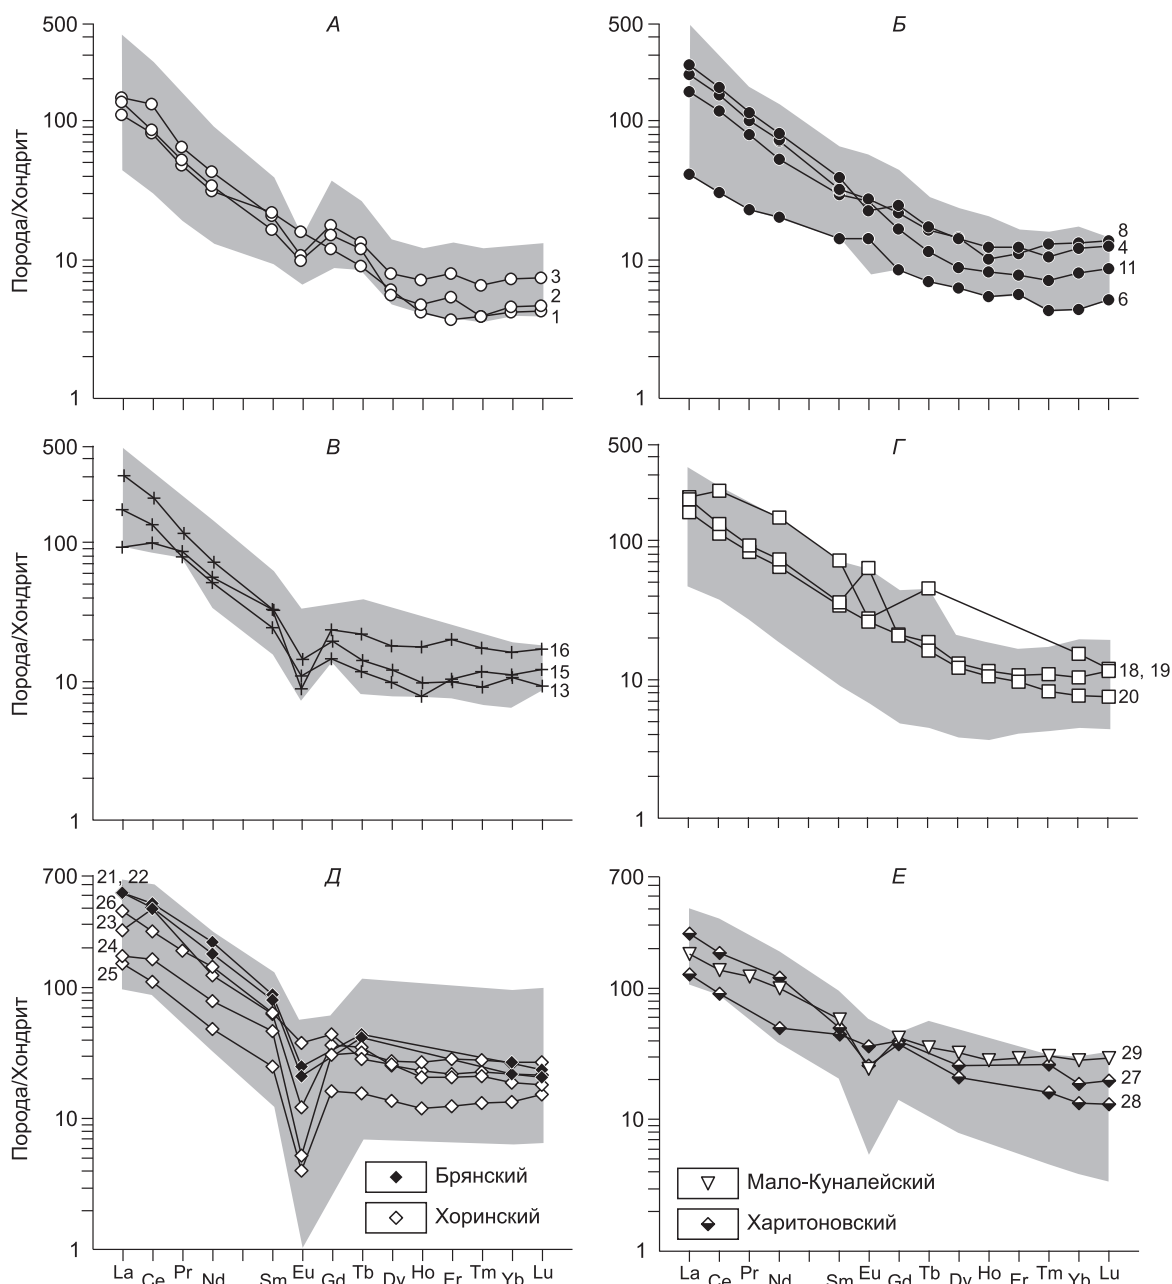 А
500
100
10
1
Порода/Хондрит
3
2
1
Б
500
100
10
1
8
4
11
6
В
500
100
10
1
Порода/Хондрит
16
15
13
Г
500
100
10
1
18, 19
20
Д
700
100
10
1
Порода/Хондрит
21, 22
26
23
24
25
Брянский
Хоринский
La Ce Pr Nd Sm Eu Gd Tb Dy Ho Er Tm Yb Lu
Е
700
100
10
1
29
27
28
Мало-Куналейский
Харитоновский
La Ce Pr Nd Sm Eu Gd Tb Dy Ho Er Tm Yb Lu